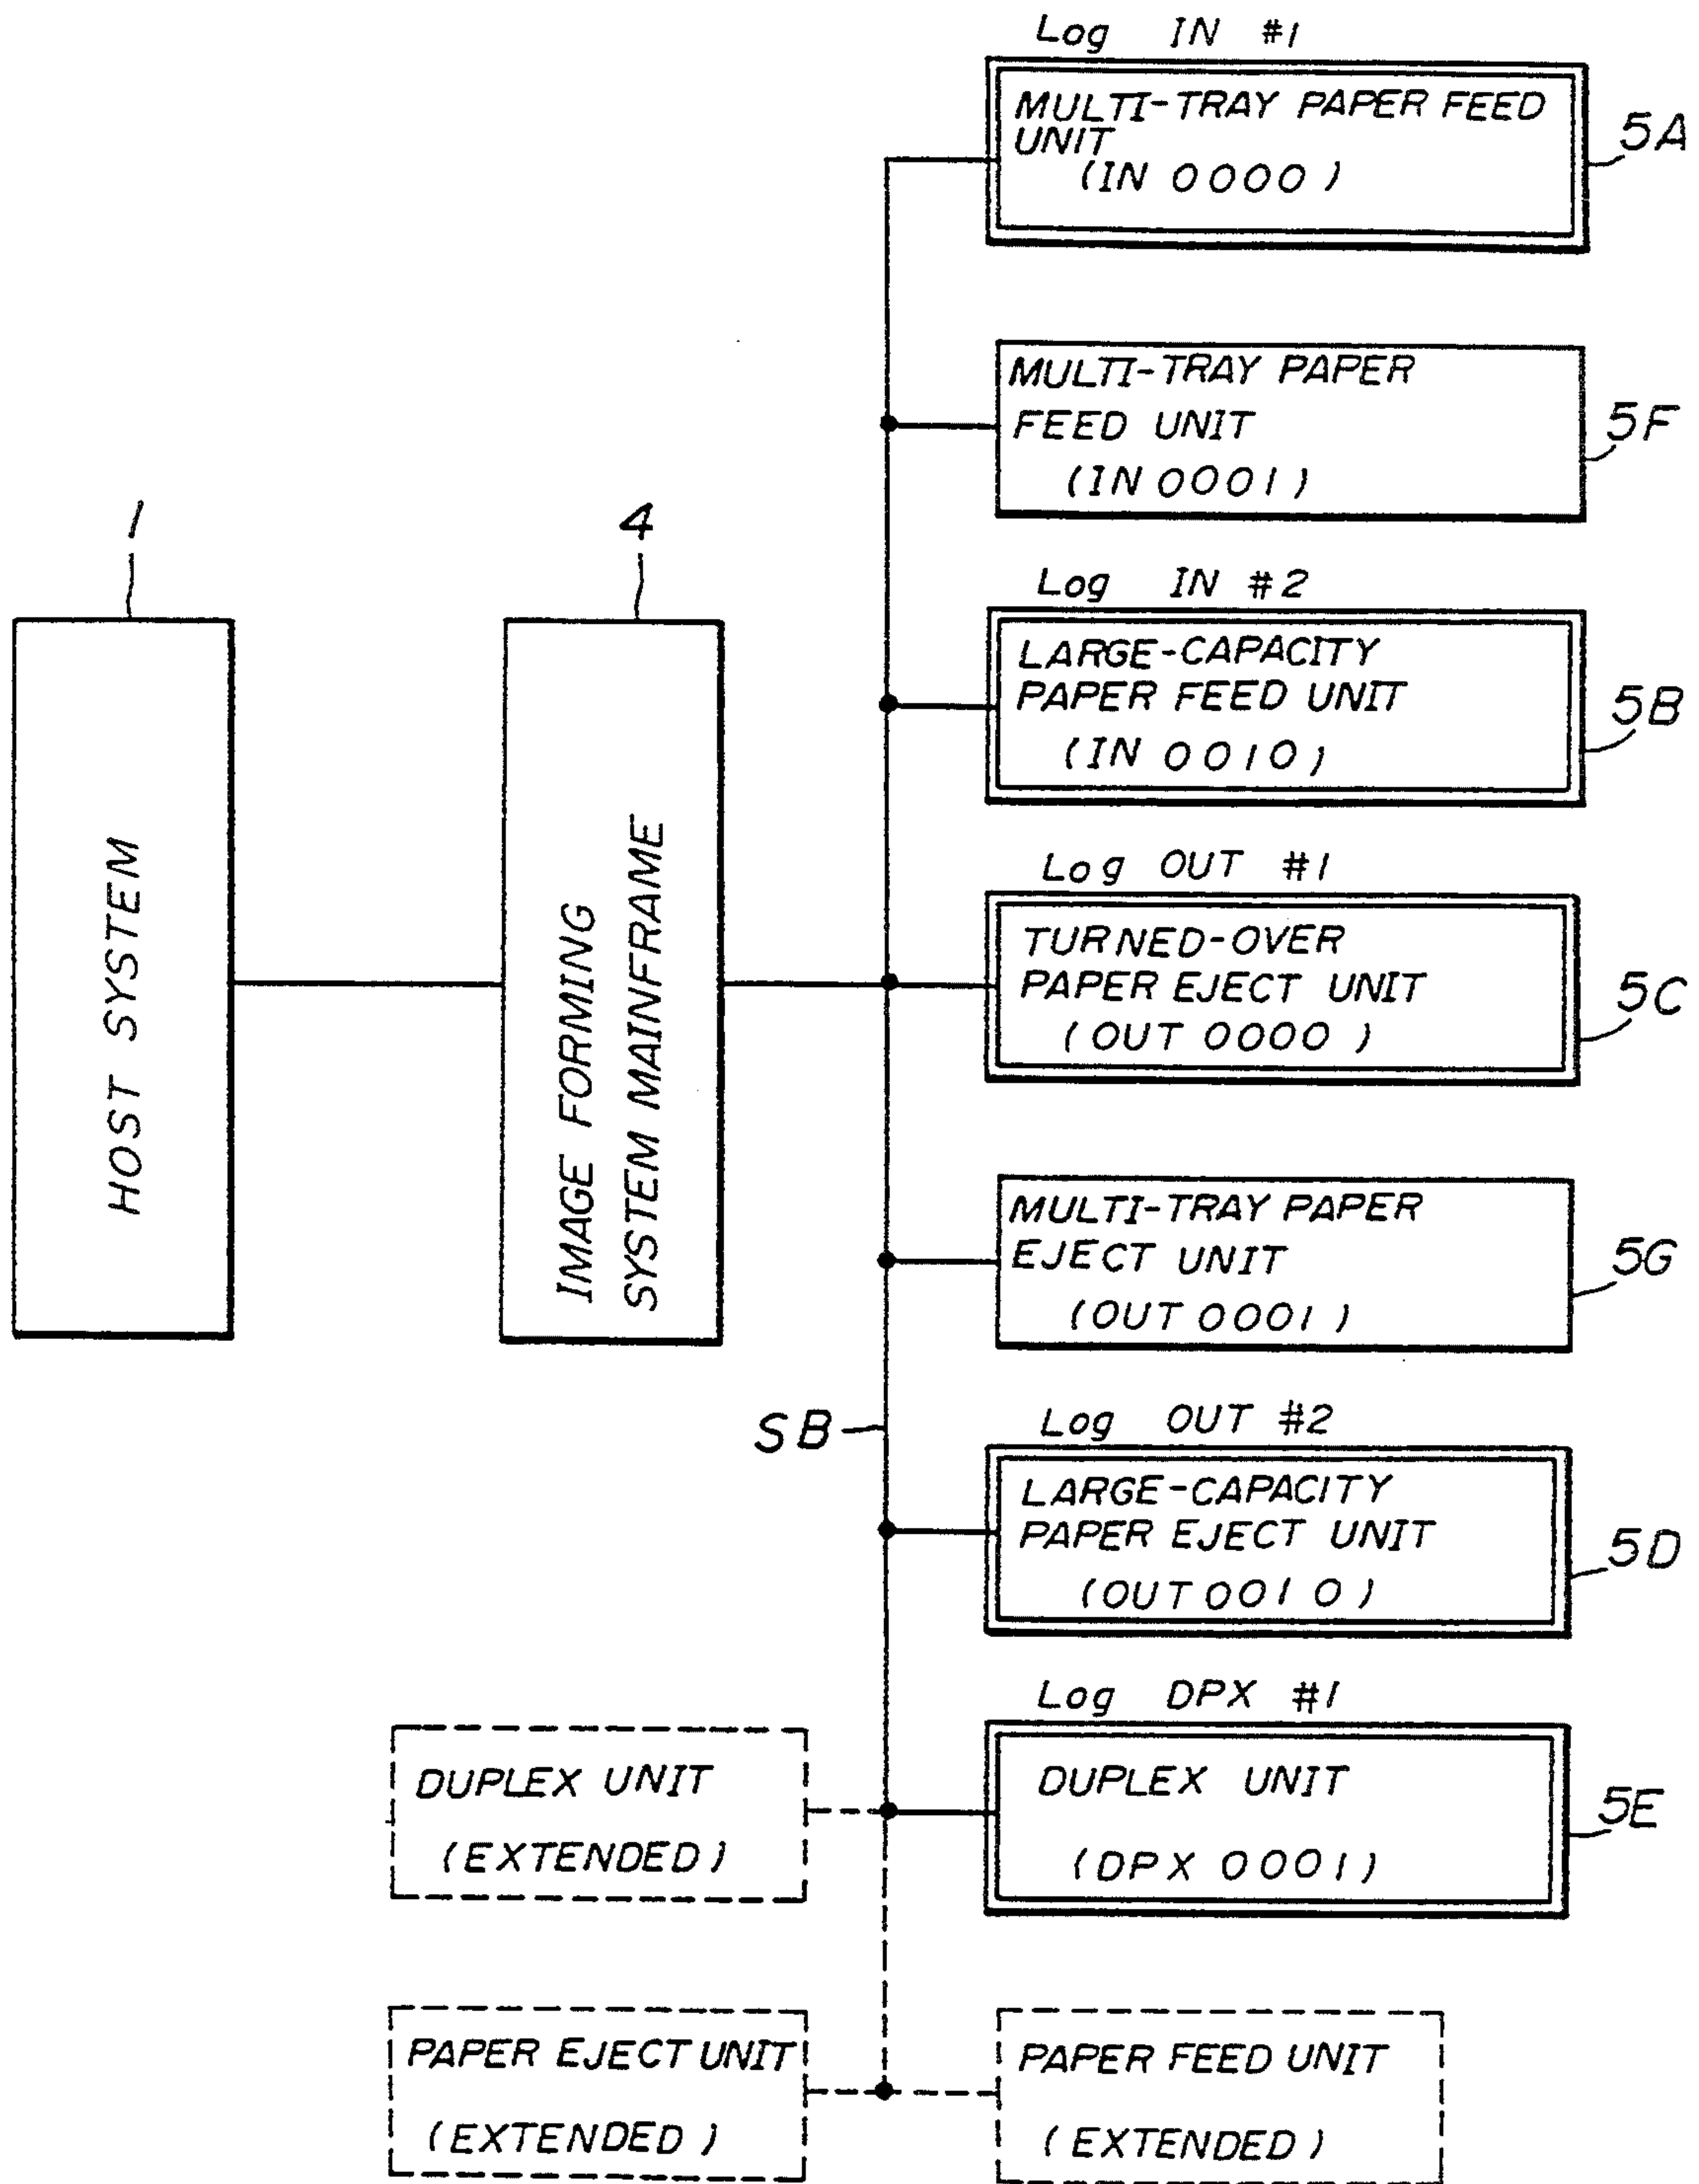 Log IN #1
MULTI-TRAY PAPER FEED
UNIT
(IN 0000)
5A
MULTI-TRAY PAPER
FEED UNIT
(IN 0001)
5F
1
4
Log IN #2
LARGE-CAPACITY
PAPER FEED UNIT
(IN 0010)
5B
HOST SYSTEM
IMAGE FORMING
SYSTEM MAINFRAME
Log OUT #1
TURNED-OVER
PAPER EJECT UNIT
(OUT 0000)
5C
MULTI-TRAY PAPER
EJECT UNIT
(OUT 0001)
5G
SB
Log OUT #2
LARGE-CAPACITY
PAPER EJECT UNIT
(OUT 0010)
5D
Log DPX #1
DUPLEX UNIT
(DPX 0001)
5E
DUPLEX UNIT
(EXTENDED)
PAPER EJECT UNIT
(EXTENDED)
PAPER FEED UNIT
(EXTENDED)